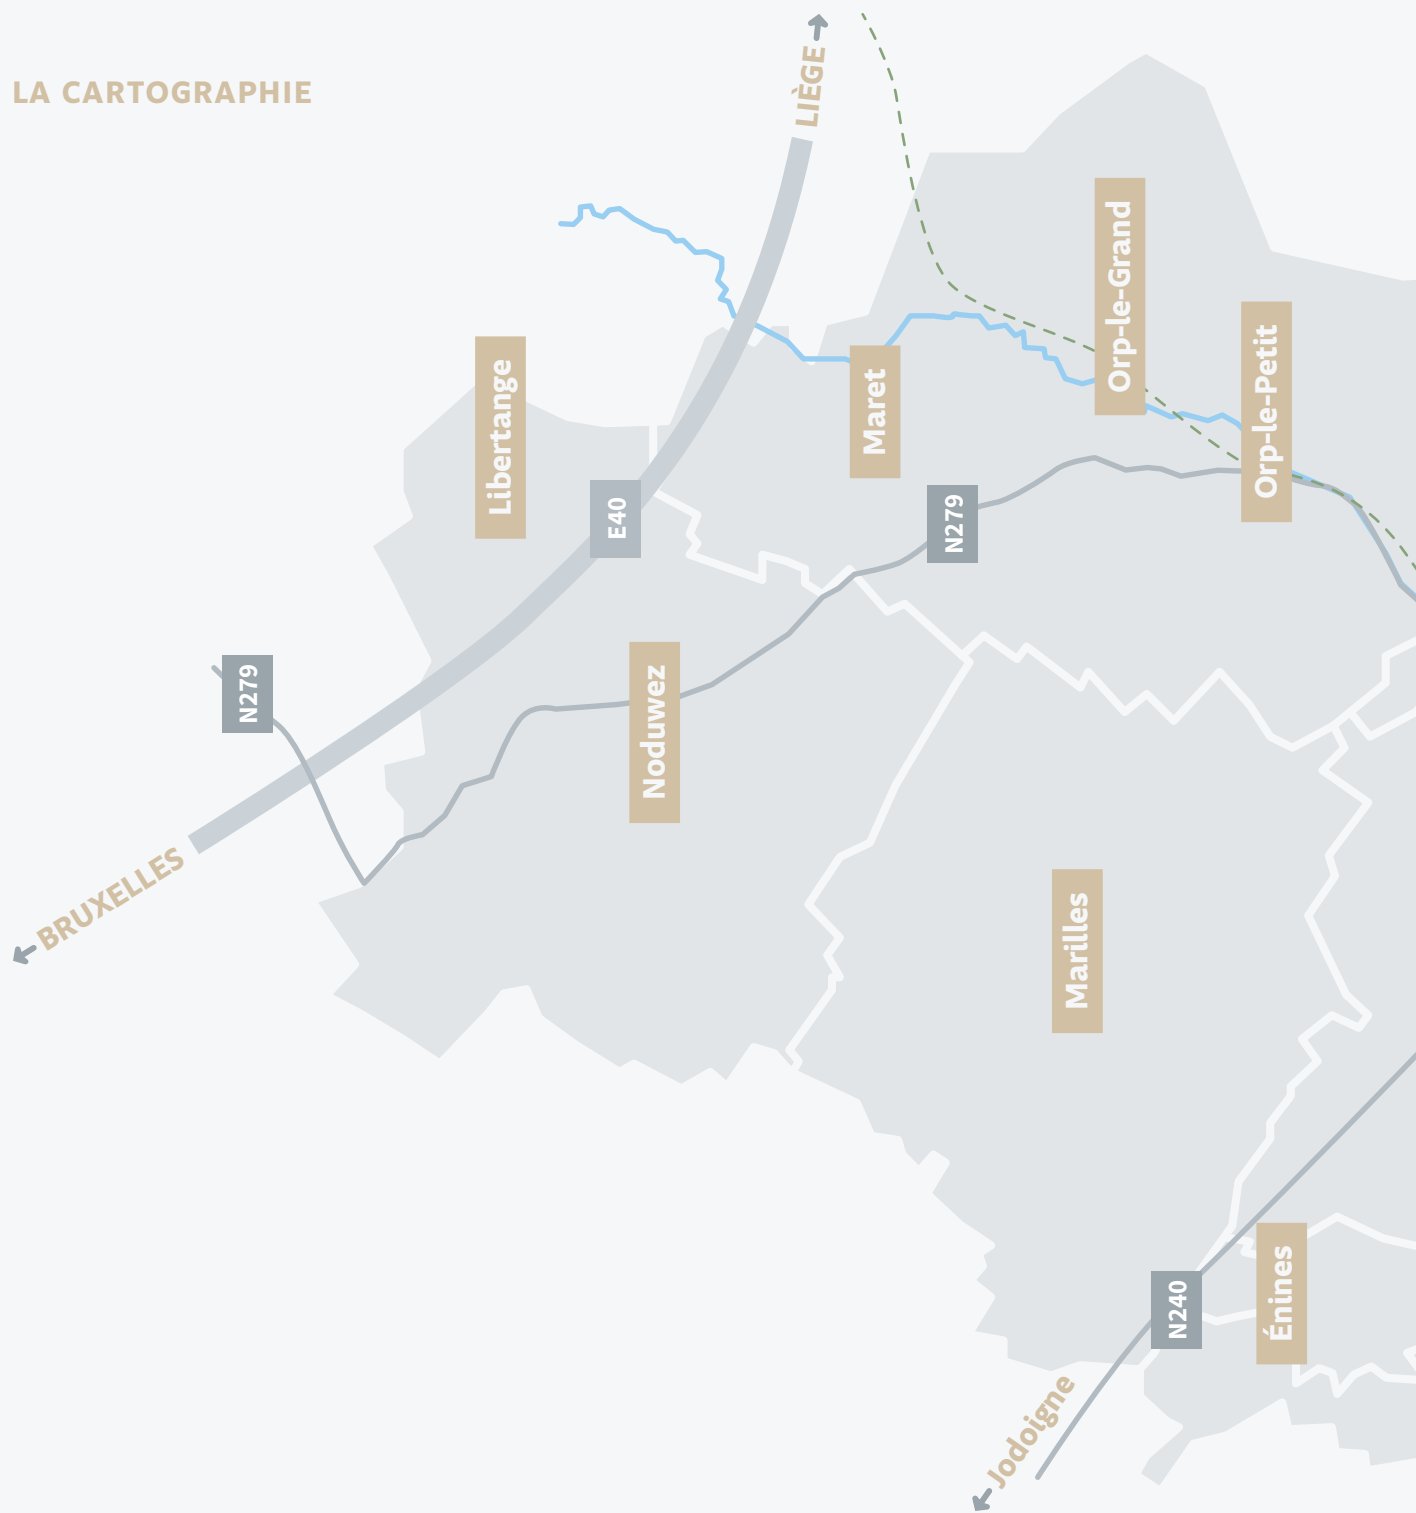 LA CARTOGRAPHIE
LIÈGE
Orp-le-Grand
Orp-le-Petit
Libertange
Maret
E40
N279
N279
Noduwez
BRUXELLES
Marilles
Énines
N240
Jodoigne